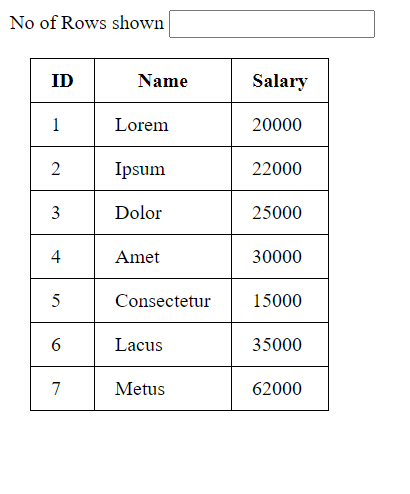 No of Rows shown
ID Name Salary
1 Lorem 20000
2 Ipsum 22000
3 Dolor 25000
4 Amet 30000
5 Consectetur 15000
6 Lacus 35000
7 Metus 62000